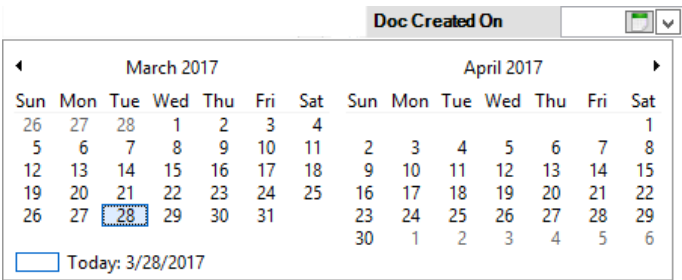 Doc Created On
March 2017 April 2017
Sun Mon Tue Wed Thu Fri Sat Sun Mon Tue Wed Thu Fri Sat
26 27 28 1 2 3 4 1
5 6 7 8 9 10 11 2 3 4 5 6 7 8
12 13 14 15 16 17 18 9 10 11 12 13 14 15
19 20 21 22 23 24 25 16 17 18 19 20 21 22
26 27 28 29 30 31 23 24 25 26 27 28 29
30 1 2 3 4 5 6
Today: 3/28/2017